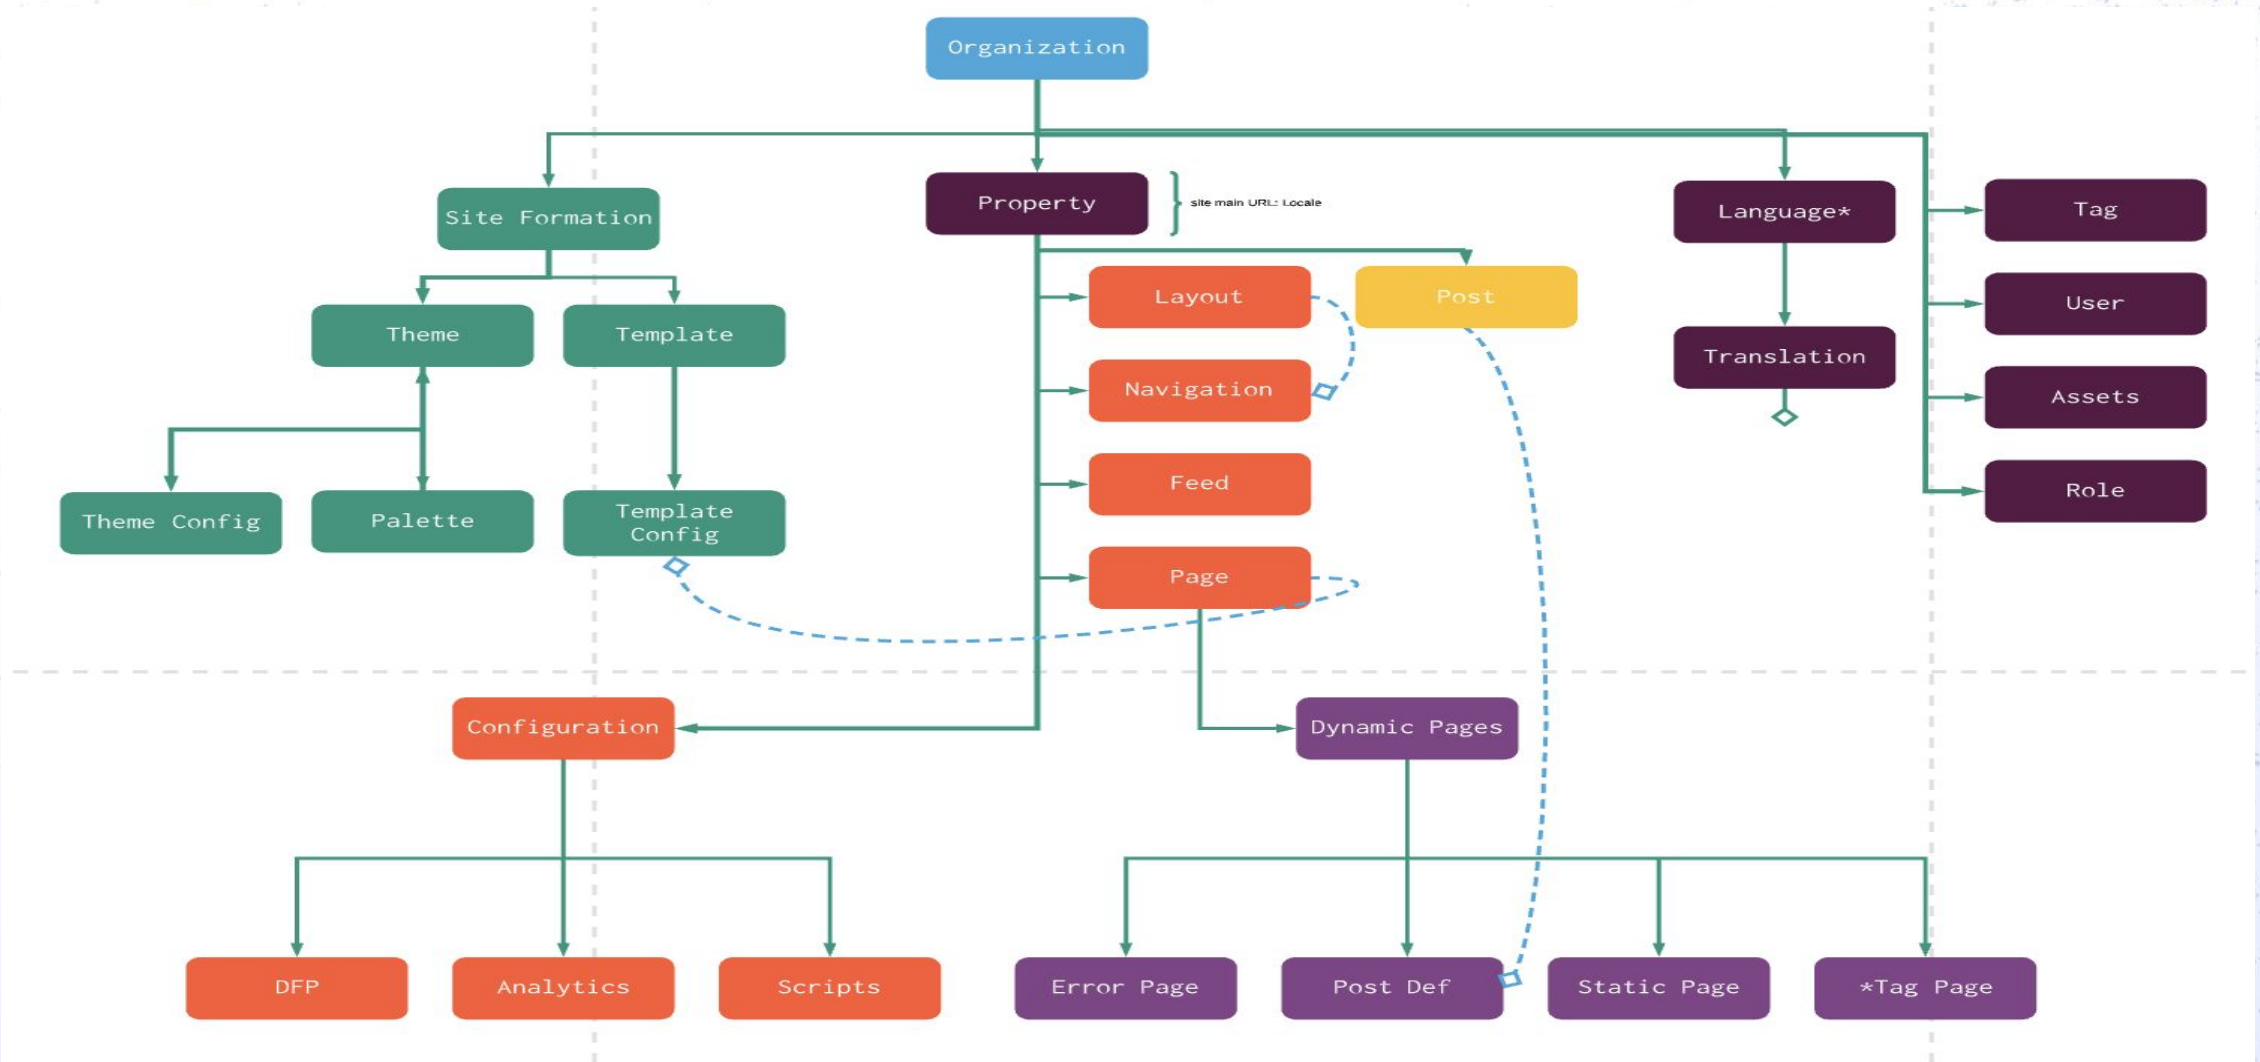 Organization
Site Formation
Property
site main URL: Locale
Language*
Tag
Layout
Post
User
Theme
Template
Translation
Navigation
Assets
Feed
Role
Theme Config
Palette
Template
Config
Page
Configuration
Dynamic Pages
DFP
Analytics
Scripts
Error Page
Post Def
Static Page
*Tag Page